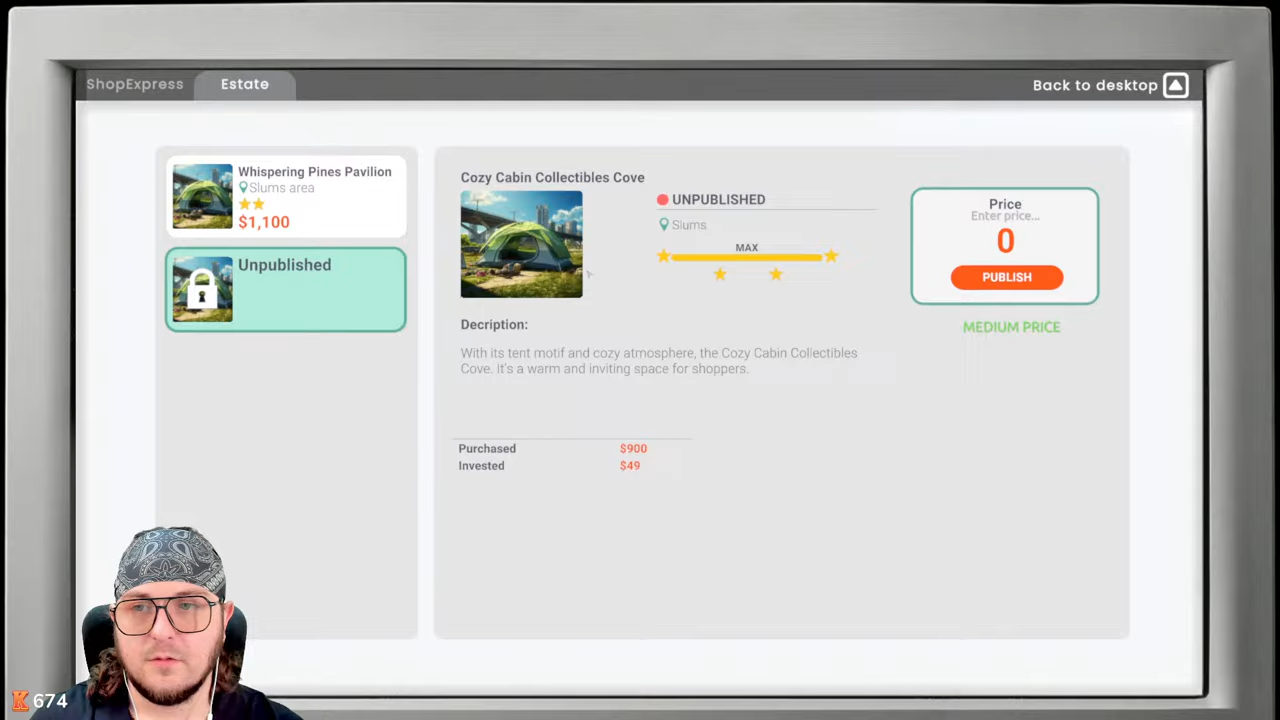 ShopExpress
Estate
Back to desktop
Whispering Pines Pavilion
Slums area
$1,100
Unpublished
Cozy Cabin Collectibles Cove
UNPUBLISHED
Slums
MAX
Price
Enter price...
0
PUBLISH
MEDIUM PRICE
Decription:
With its tent motif and cozy atmosphere, the Cozy Cabin Collectibles
Cove. It's a warm and inviting space for shoppers.
Purchased $900
Invested $49
K 674